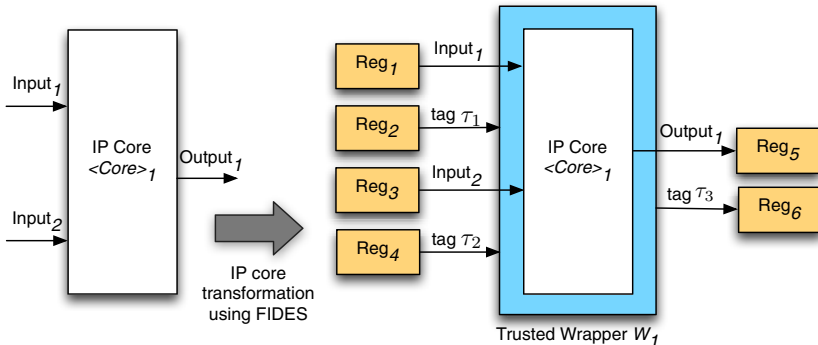 Input1
Input2
IP Core
<Core>1
Output1
IP core
transformation
using FIDES
Reg1
Input1
Reg2
tag τ1
Reg3
Input2
Reg4
tag τ2
IP Core
<Core>1
Output1
Reg5
tag τ3
Reg6
Trusted Wrapper W1